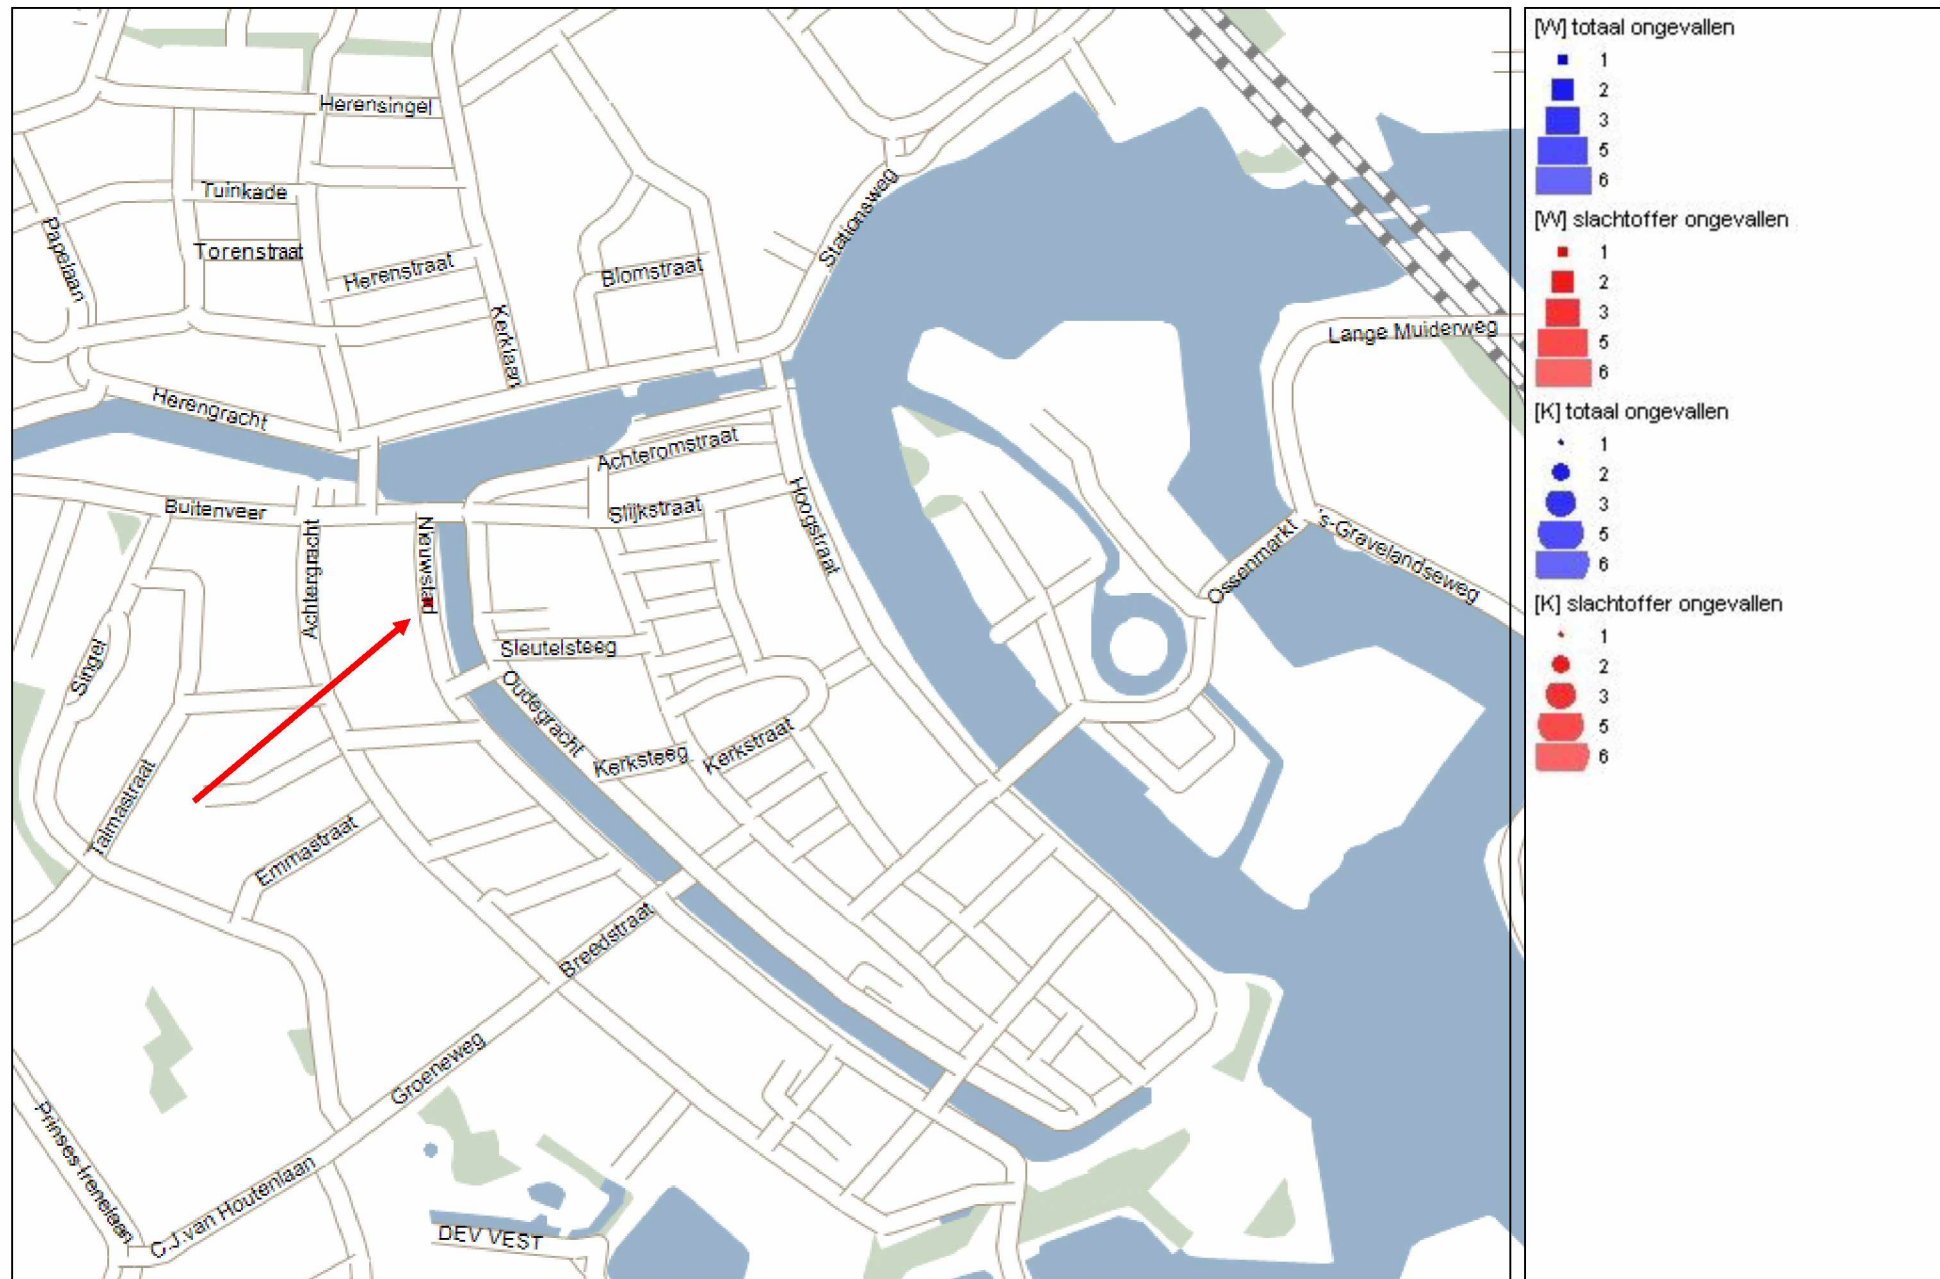 Herensingel
Tuinkade
Torenstraat
Papelaan
Herenstraat
Kerklaan
Blomstraat
Stationsweg
Lange Muiderweg
Herengracht
Achteromstraat
Slijkstraat
Hoogstraat
Buitenveer
Achtergracht
Nieuwstad
Ossenmarkt
's-Gravelandseweg
Singel
Sleutelsteeg
Oudegracht
Kerksteeg
Kerkstraat
Talmastraat
Emmastraat
Breedstraat
Groeneweg
Prinses Irenelaan
C.J.van Houtenlaan
DEV VEST
[W] totaal ongevallen
1
2
3
5
6
[W] slachtoffer ongevallen
1
2
3
5
6
[K] totaal ongevallen
1
2
3
5
6
[K] slachtoffer ongevallen
1
2
3
5
6